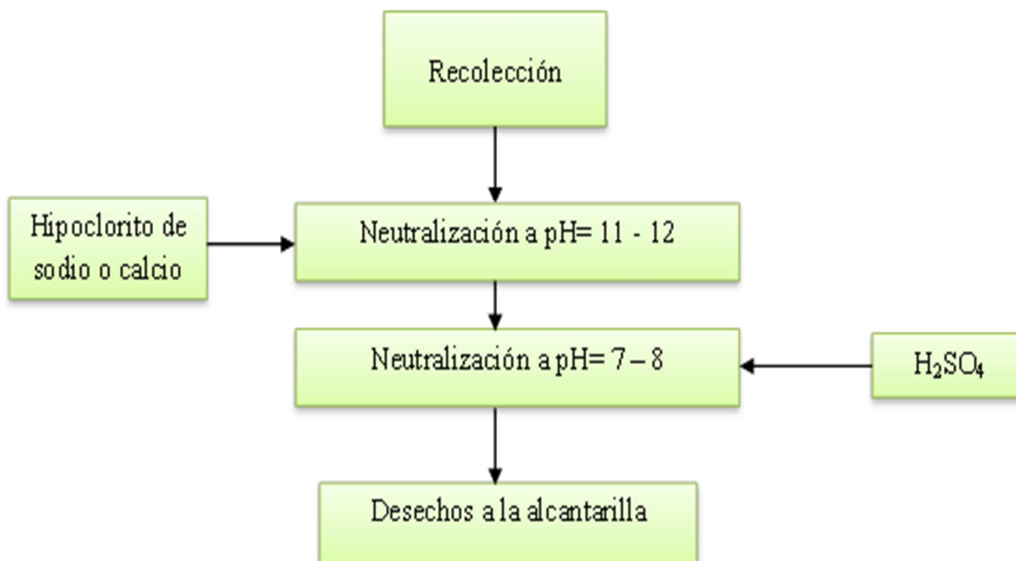 Recolección
Hipoclorito de
sodio o calcio
Neutralización a pH= 11 - 12
Neutralización a pH= 7 – 8
H₂SO₄
Desechos a la alcantarilla